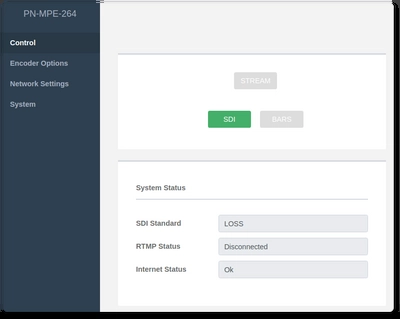 PN-MPE-264
Control
Encoder Options
Network Settings
System
STREAM
SDI
BARS
System Status
SDI Standard LOSS
RTMP Status Disconnected
Internet Status Ok